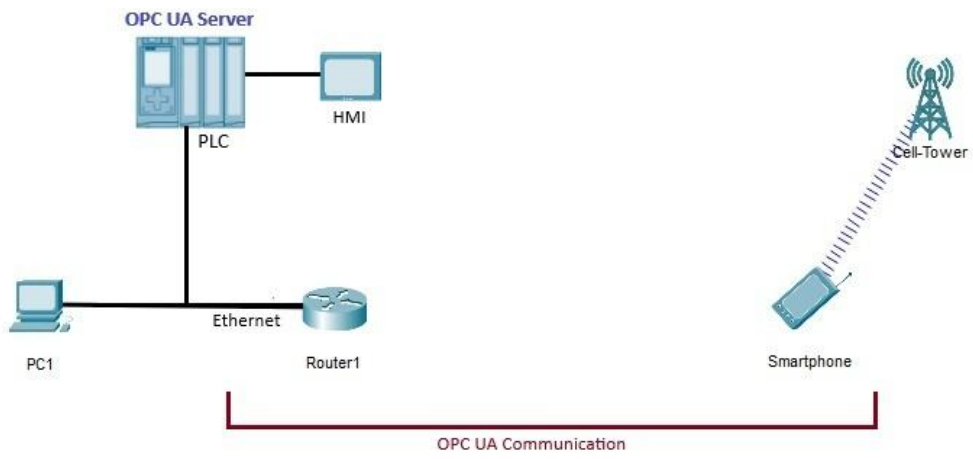 OPC UA Server
PLC
HMI
Cell-Tower
Ethernet
PC1
Router1
Smartphone
OPC UA Communication